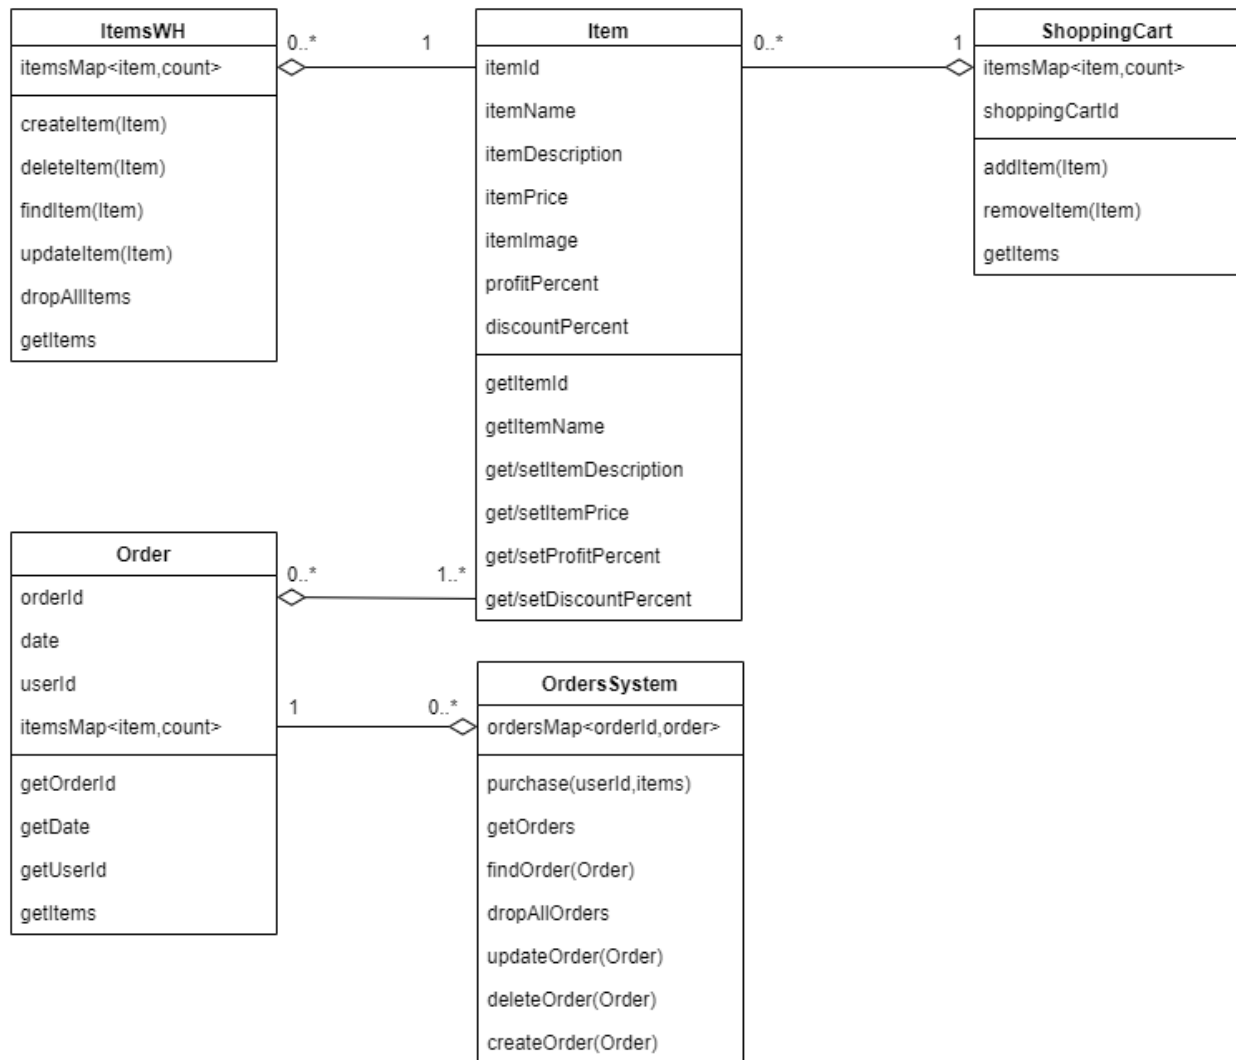 ItemsWH
itemsMap<item,count>
createItem(Item)
deleteItem(Item)
findItem(Item)
updateItem(Item)
dropAllItems
getItems
0..*
1
Item
itemId
itemName
itemDescription
itemPrice
itemImage
profitPercent
discountPercent
getItemId
getItemName
get/setItemDescription
get/setItemPrice
get/setProfitPercent
get/setDiscountPercent
0..*
1
ShoppingCart
itemsMap<item,count>
shoppingCartId
addItem(Item)
removeItem(Item)
getItems
Order
orderId
date
userId
itemsMap<item,count>
getOrderId
getDate
getUserId
getItems
0..*
1..*
1
0..*
OrdersSystem
ordersMap<orderId,order>
purchase(userId,items)
getOrders
findOrder(Order)
dropAllOrders
updateOrder(Order)
deleteOrder(Order)
createOrder(Order)